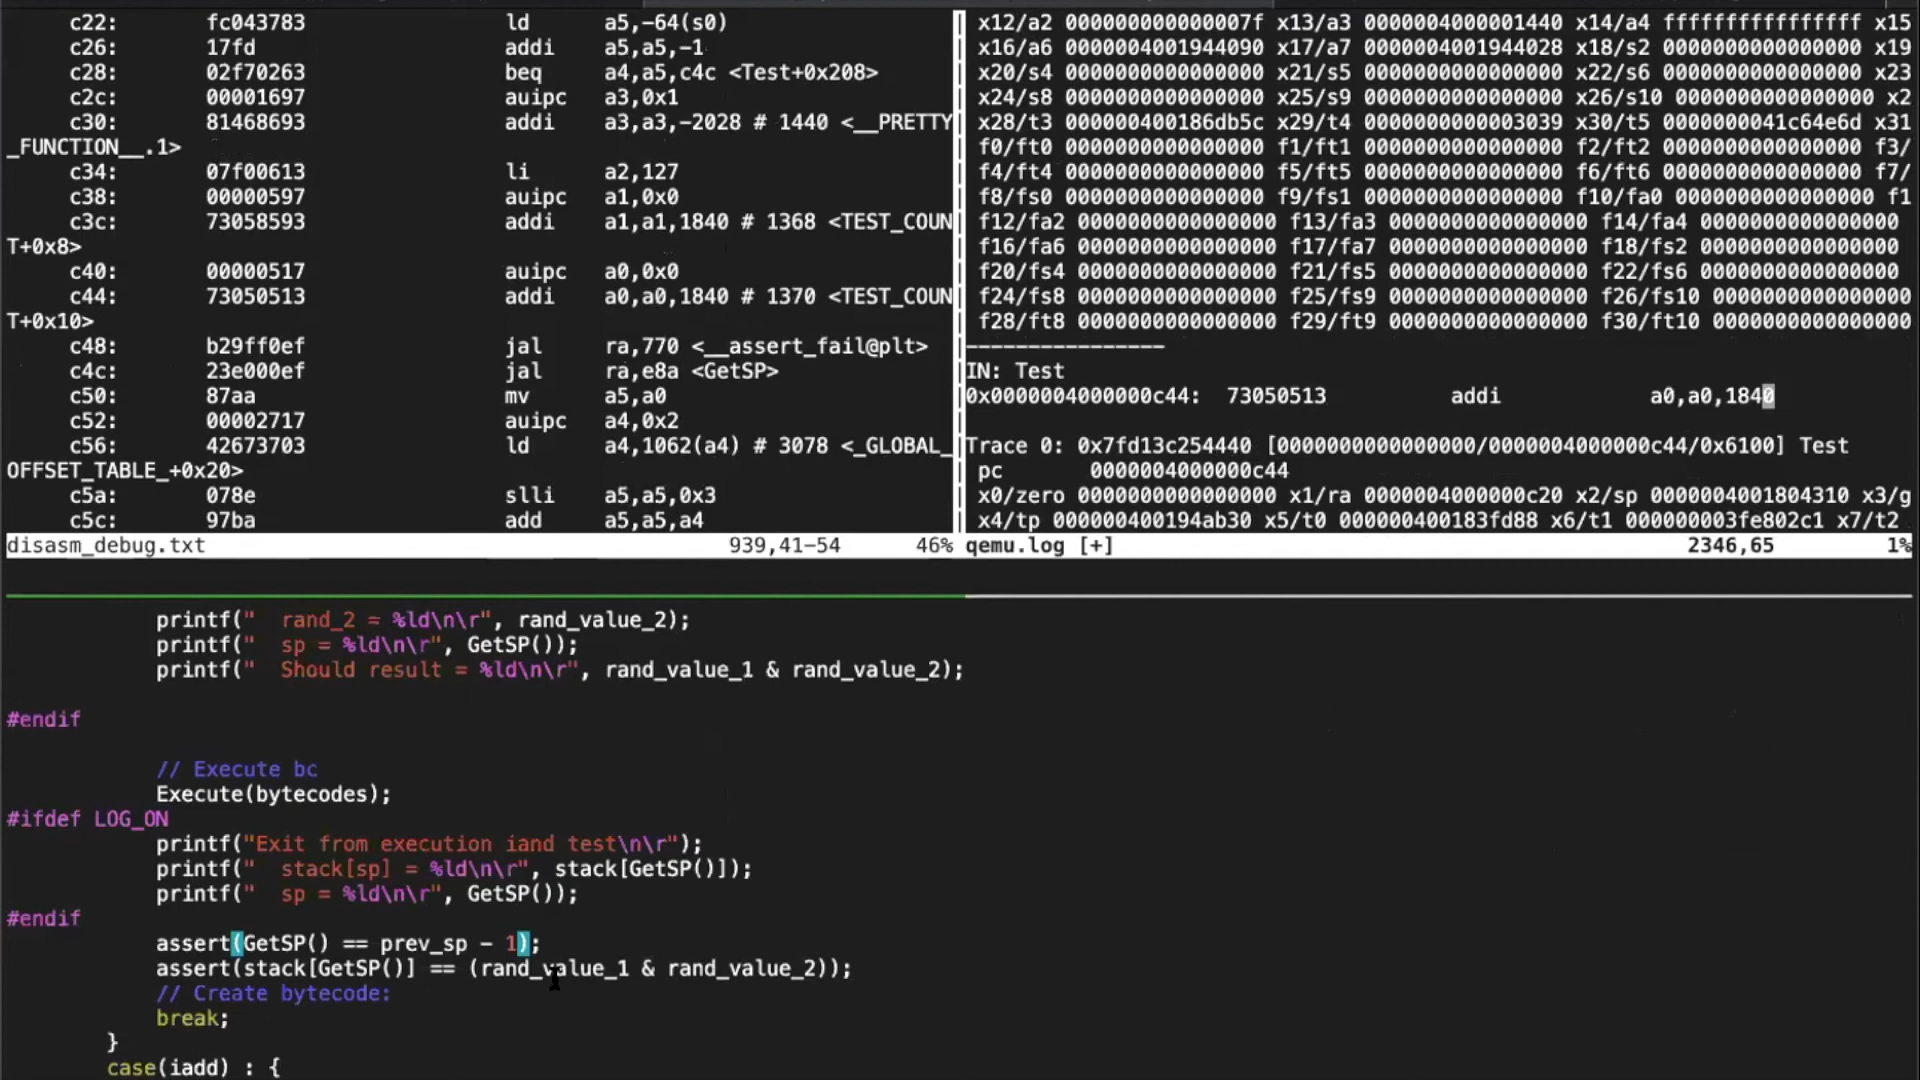 c22: fc043783 ld a5,-64(s0)
c26: 17fd addi a5,a5,-1
c28: 02f70263 beq a4,a5,c4c <Test+0x208>
c2c: 00001697 auipc a3,0x1
c30: 81468693 addi a3,a3,-2028 # 1440 <__PRETTY
_FUNCTION__.1>
c34: 07f00613 li a2,127
c38: 00000597 auipc a1,0x0
c3c: 73058593 addi a1,a1,1840 # 1368 <TEST_COUN
T+0x8>
c40: 00000517 auipc a0,0x0
c44: 73050513 addi a0,a0,1840 # 1370 <TEST_COUN
T+0x10>
c48: b29ff0ef jal ra,770 <__assert_fail@plt>
c4c: 23e000ef jal ra,e8a <GetSP>
c50: 87aa mv a5,a0
c52: 00002717 auipc a4,0x2
c56: 42673703 ld a4,1062(a4) # 3078 <_GLOBAL_
OFFSET_TABLE_+0x20>
c5a: 078e slli a5,a5,0x3
c5c: 97ba add a5,a5,a4
disasm_debug.txt 939,41-54 46%
x12/a2 000000000000007f x13/a3 0000004000001440 x14/a4 ffffffffffffffff x15
x16/a6 0000004001944090 x17/a7 0000004001944028 x18/s2 0000000000000000 x19
x20/s4 0000000000000000 x21/s5 0000000000000000 x22/s6 0000000000000000 x23
x24/s8 0000000000000000 x25/s9 0000000000000000 x26/s10 0000000000000000 x2
x28/t3 000000400186db5c x29/t4 0000000000003039 x30/t5 0000000041c64e6d x31
f0/ft0 0000000000000000 f1/ft1 0000000000000000 f2/ft2 0000000000000000 f3/
f4/ft4 0000000000000000 f5/ft5 0000000000000000 f6/ft6 0000000000000000 f7/
f8/fs0 0000000000000000 f9/fs1 0000000000000000 f10/fa0 0000000000000000 f1
f12/fa2 0000000000000000 f13/fa3 0000000000000000 f14/fa4 0000000000000000
f16/fa6 0000000000000000 f17/fa7 0000000000000000 f18/fs2 0000000000000000
f20/fs4 0000000000000000 f21/fs5 0000000000000000 f22/fs6 0000000000000000
f24/fs8 0000000000000000 f25/fs9 0000000000000000 f26/fs10 0000000000000000
f28/ft8 0000000000000000 f29/ft9 0000000000000000 f30/ft10 0000000000000000
----------------
IN: Test
0x0000004000000c44: 73050513 addi a0,a0,1840
Trace 0: 0x7fd13c254440 [0000000000000000/0000004000000c44/0x6100] Test
pc 0000004000000c44
x0/zero 0000000000000000 x1/ra 0000004000000c20 x2/sp 0000004001804310 x3/g
x4/tp 000000400194ab30 x5/t0 000000400183fd88 x6/t1 000000003fe802c1 x7/t2
qemu.log [+] 2346,65 1%
printf("  rand_2 = %ld\n\r", rand_value_2);
printf("  sp = %ld\n\r", GetSP());
printf("  Should result = %ld\n\r", rand_value_1 & rand_value_2);
#endif
// Execute bc
Execute(bytecodes);
#ifdef LOG_ON
printf("Exit from execution iand test\n\r");
printf("  stack[sp] = %ld\n\r", stack[GetSP()]);
printf("  sp = %ld\n\r", GetSP());
#endif
assert(GetSP() == prev_sp - 1);
assert(stack[GetSP()] == (rand_value_1 & rand_value_2));
// Create bytecode:
break;
}
case(iadd) : {